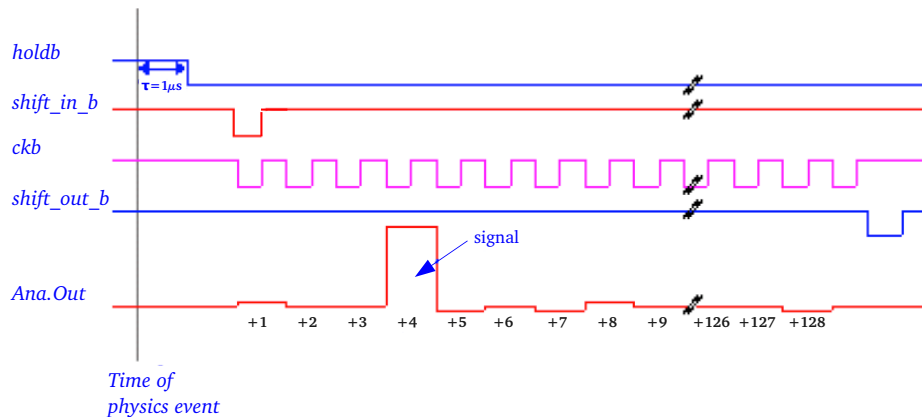 holdb
τ=1μs
shift_in_b
ckb
shift_out_b
signal
Ana.Out
+1 +2 +3 +4 +5 +6 +7 +8 +9 +126 +127 +128
Time of
physics event